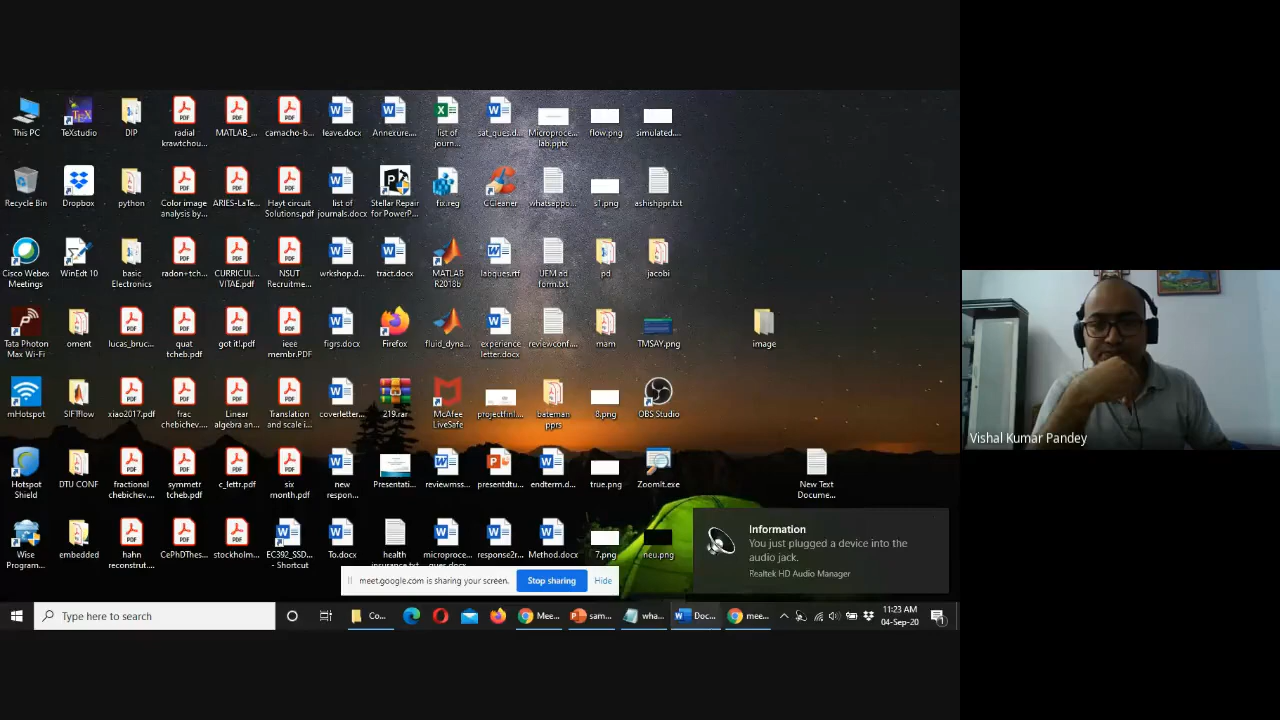 This PC
TeXstudio
DIP
radial
krawtchou...
MATLAB_...
camacho-b...
leave.docx
Annexure....
list of
journ...
sat_ques.d...
Microproce...
lab.pptx
flow.png
simulated....
Recycle Bin
Dropbox
python
Color image
analysis by...
ARIES-LaTe...
Hayt circuit
Solutions.pdf
list of
journals.docx
Stellar Repair
for PowerP...
fix.reg
CCleaner
whatsappo...
s1.png
ashishppr.txt
Cisco Webex
Meetings
WinEdt 10
basic
Electronics
radon+tch...
CURRICUL...
VITAE.pdf
NSUT
Recruitme...
wrkshop.d...
tract.docx
MATLAB
R2018b
labques.rtf
UEM ad
form.txt
pd
jacobi
Tata Photon
Max Wi-Fi
oment
lucas_bruc...
quat
tcheb.pdf
got it!.pdf
ieee
membr.PDF
figrs.docx
Firefox
fluid_dyna...
experience
letter.docx
reviewconf...
mam
TMSAY.png
image
mHotspot
SIFTflow
xiao2017.pdf
frac
chebichev....
Linear
algebra an...
Translation
and scale i...
coverletter...
219.rar
McAfee
LiveSafe
projectfinl...
bateman
pprs
8.png
OBS Studio
Hotspot
Shield
DTU CONF
fractional
chebichev....
symmetr
tcheb.pdf
c_lettr.pdf
six
month.pdf
new
respon...
Presentati...
reviewmss...
presentdtu...
endterm.d...
true.png
ZoomIt.exe
New Text
Docume...
Wise
Program...
embedded
hahn
reconstrut....
CePhDThes...
stockholm...
EC392_SSD...
- Shortcut
To.docx
health
insurance.txt
microproce...
ques.docx
response2r...
Method.docx
7.png
neu.png
Information
You just plugged a device into the
audio jack.
Realtek HD Audio Manager
meet.google.com is sharing your screen.
Stop sharing
Hide
Type here to search
Co...
Mee...
sam...
wha...
Doc...
mee...
11:23 AM
04-Sep-20
1
Vishal Kumar Pandey